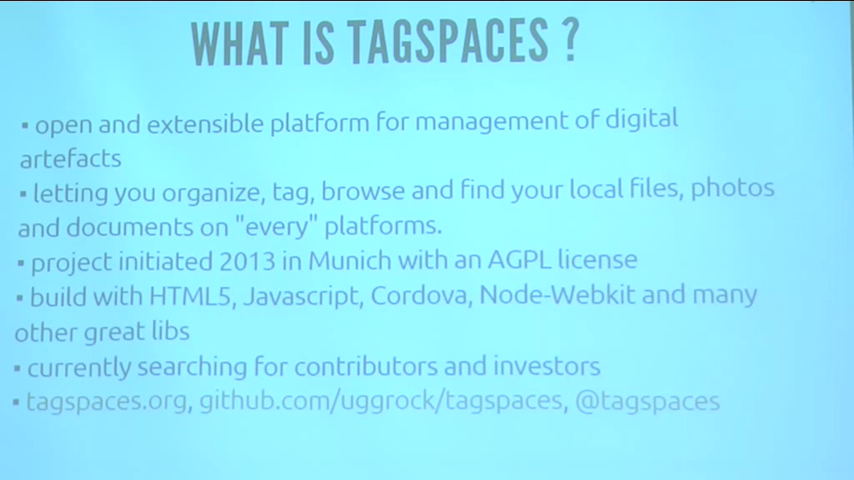 WHAT IS TAGSPACES ?
▪ open and extensible platform for management of digital
artefacts
▪ letting you organize, tag, browse and find your local files, photos
and documents on "every" platforms.
▪ project initiated 2013 in Munich with an AGPL license
▪ build with HTML5, Javascript, Cordova, Node-Webkit and many
other great libs
▪ currently searching for contributors and investors
▪ tagspaces.org, github.com/uggrock/tagspaces, @tagspaces